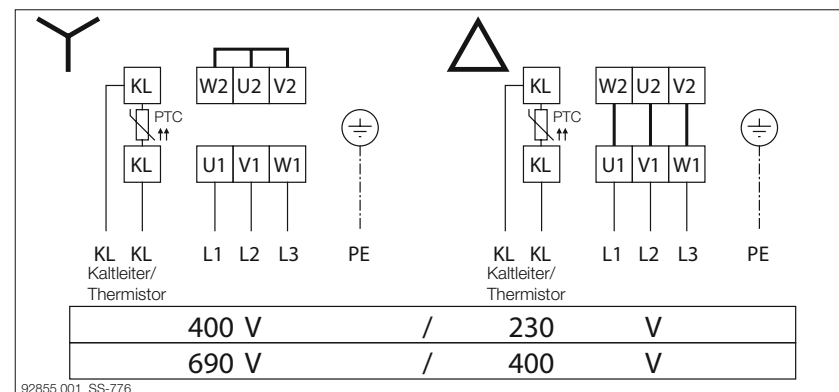 KL W2 U2 V2 KL W2 U2 V2
PTC PTC
KL U1 V1 W1 KL U1 V1 W1
KL KL L1 L2 L3 PE KL KL L1 L2 L3 PE
Kaltleiter/ Kaltleiter/
Thermistor Thermistor
400 V / 230 V
690 V / 400 V
92855 001 SS-776